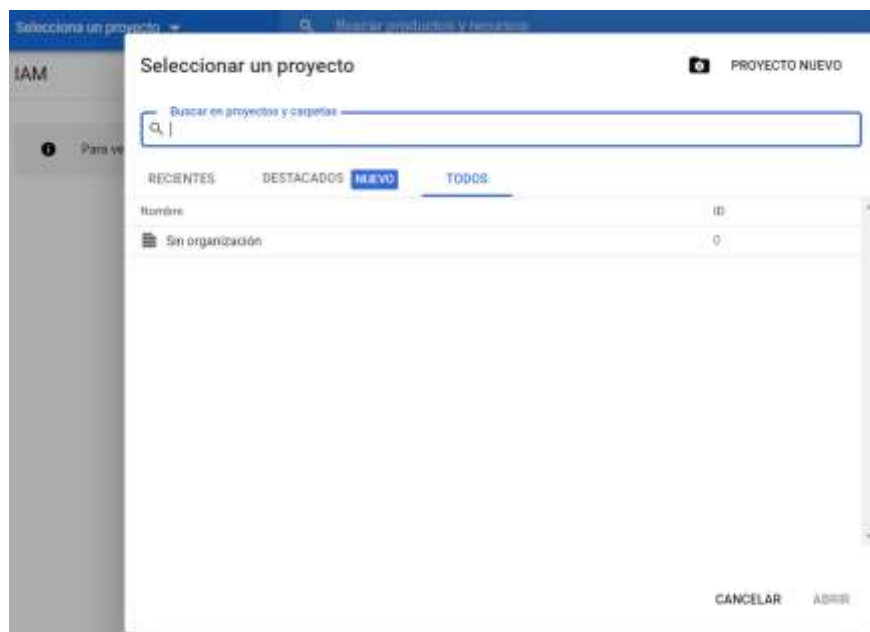 Selecciona un proyecto
Buscar productos y recursos
IAM
Seleccionar un proyecto
PROYECTO NUEVO
Buscar en proyectos y carpetas
Para ve
RECIENTES
DESTACADOS NUEVO
TODOS
Nombre
ID
Sin organización
0
CANCELAR
ABRIR